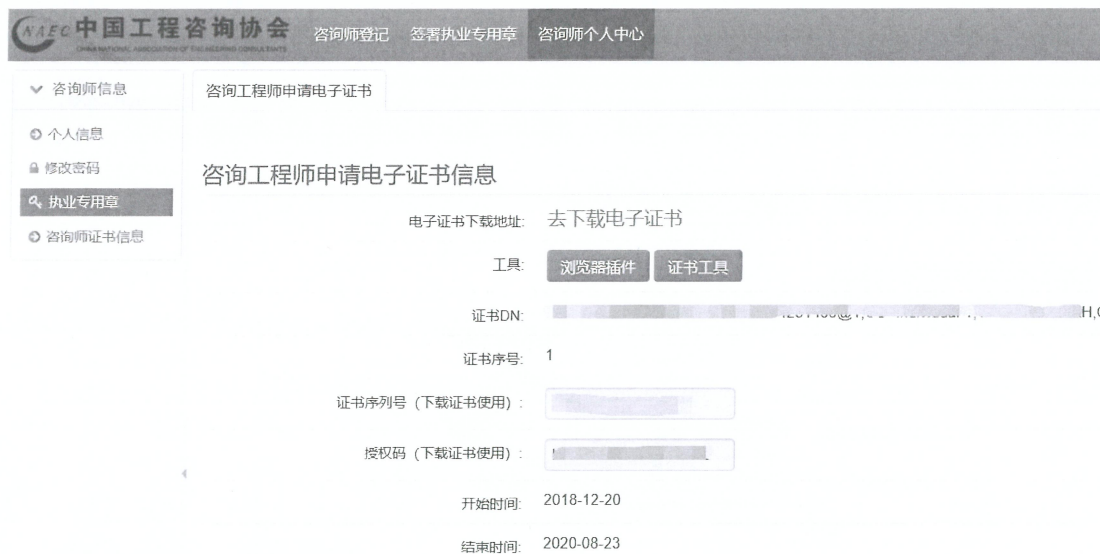 NAEC 中国工程咨询协会
CHINA NATIONAL ASSOCIATION OF ENGINEERING CONSULTANTS
咨询师登记 签署执业专用章 咨询师个人中心
咨询师信息
咨询工程师申请电子证书
个人信息
修改密码
执业专用章
咨询师证书信息
咨询工程师申请电子证书信息
电子证书下载地址: 去下载电子证书
工具: 浏览器插件 证书工具
证书DN:
证书序号: 1
证书序列号（下载证书使用）:
授权码（下载证书使用）:
开始时间: 2018-12-20
结束时间: 2020-08-23